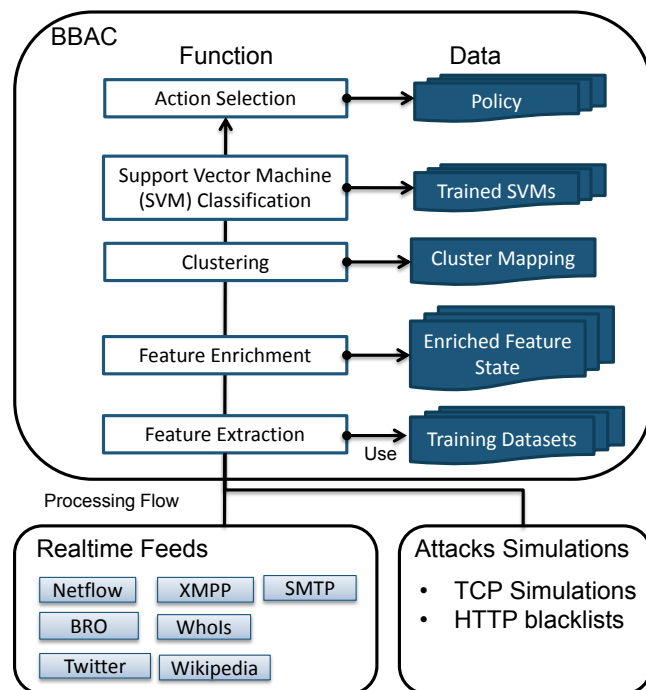 BBAC
Function
Data
Action Selection
Policy
Support Vector Machine
(SVM) Classification
Trained SVMs
Clustering
Cluster Mapping
Feature Enrichment
Enriched Feature
State
Feature Extraction
Use
Training Datasets
Processing Flow
Realtime Feeds
Netflow
XMPP
SMTP
BRO
WhoIs
Twitter
Wikipedia
Attacks Simulations
• TCP Simulations
• HTTP blacklists